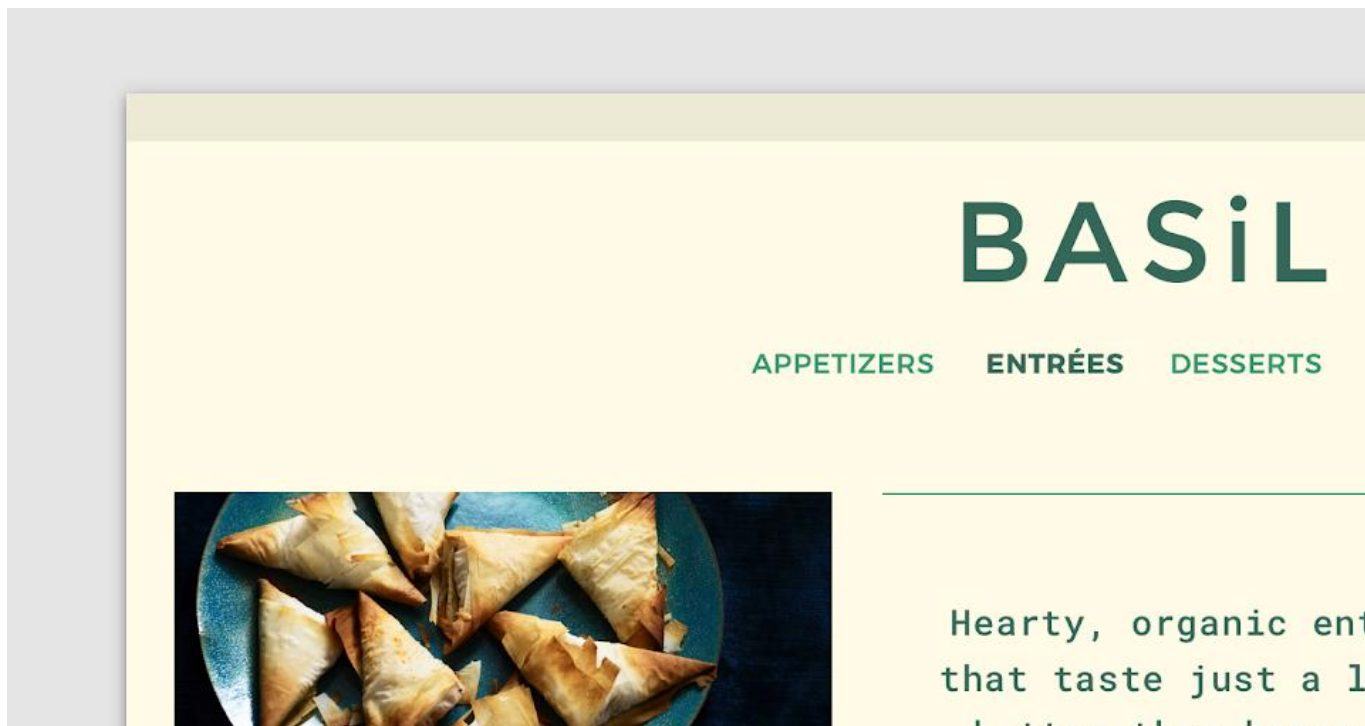 BASiL
APPETIZERS ENTRÉES DESSERTS
Hearty, organic
that taste just a